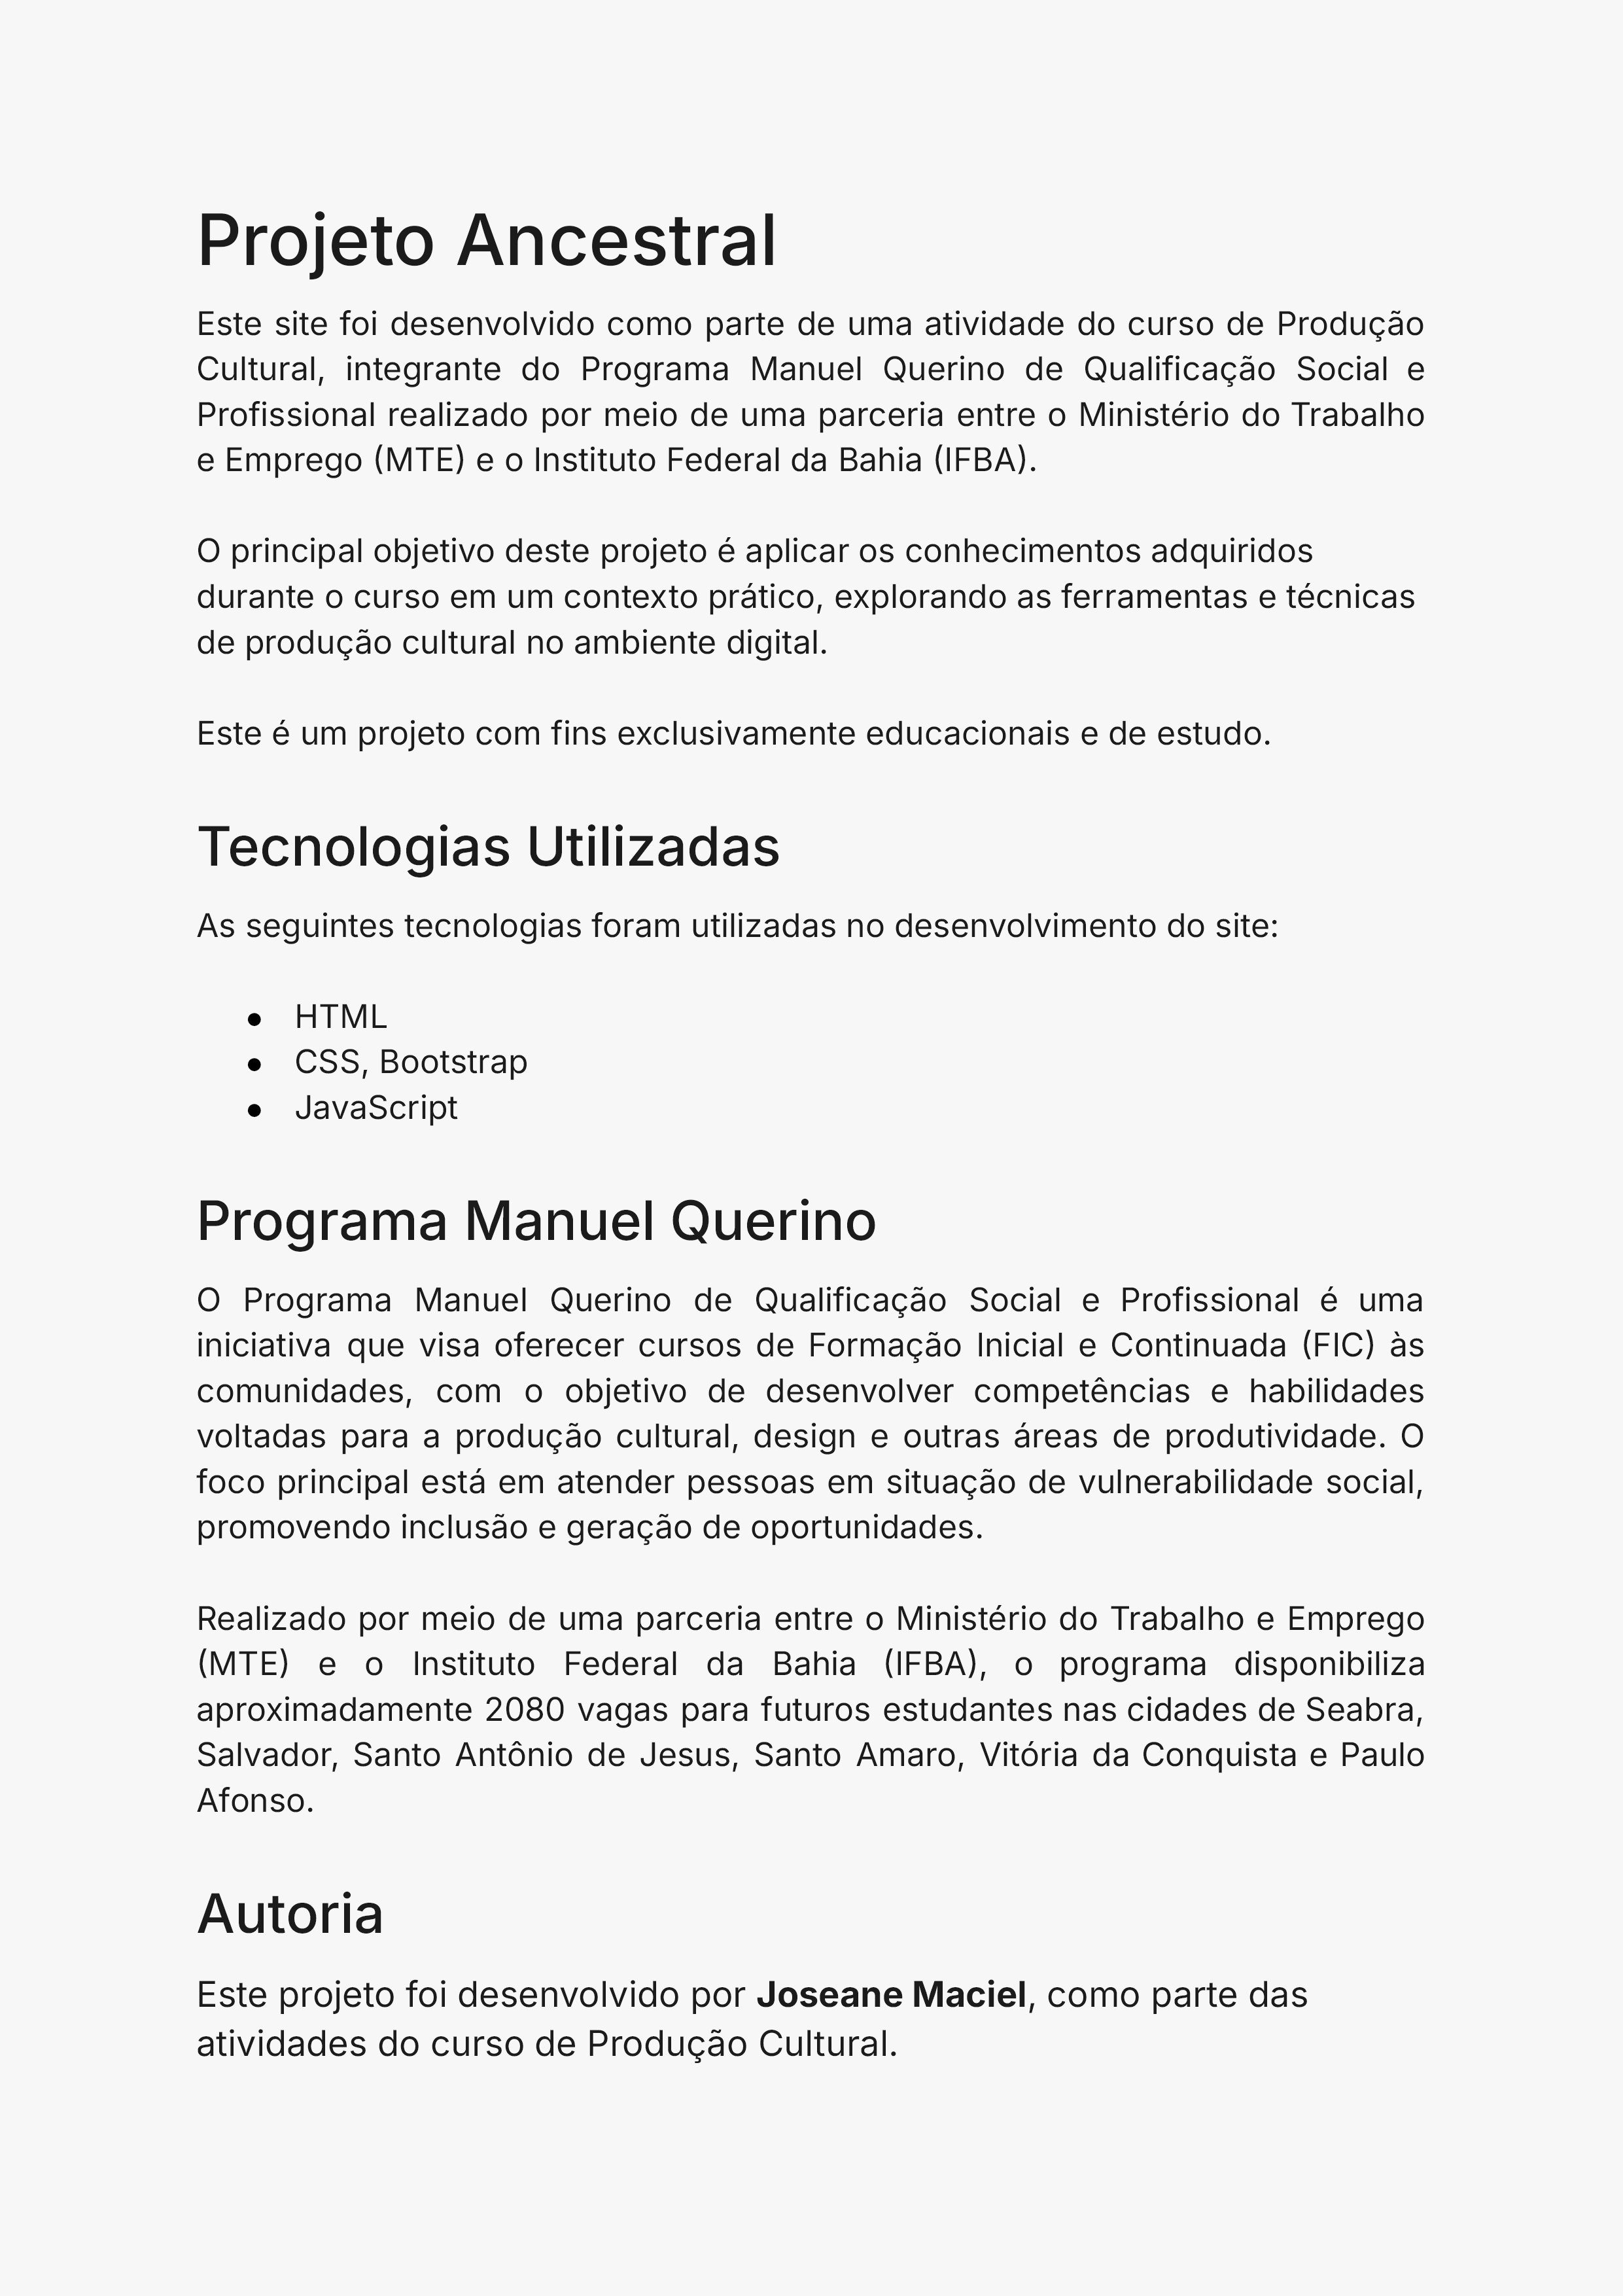 Projeto Ancestral
Este site foi desenvolvido como parte de uma atividade do curso de Produção
Cultural, integrante do Programa Manuel Querino de Qualificação Social e
Profissional realizado por meio de uma parceria entre o Ministério do Trabalho
e Emprego (MTE) e o Instituto Federal da Bahia (IFBA).
O principal objetivo deste projeto é aplicar os conhecimentos adquiridos
durante o curso em um contexto prático, explorando as ferramentas e técnicas
de produção cultural no ambiente digital.
Este é um projeto com fins exclusivamente educacionais e de estudo.
Tecnologias Utilizadas
As seguintes tecnologias foram utilizadas no desenvolvimento do site:
● HTML
● CSS, Bootstrap
● JavaScript
Programa Manuel Querino
O Programa Manuel Querino de Qualificação Social e Profissional é uma
iniciativa que visa oferecer cursos de Formação Inicial e Continuada (FIC) às
comunidades, com o objetivo de desenvolver competências e habilidades
voltadas para a produção cultural, design e outras áreas de produtividade. O
foco principal está em atender pessoas em situação de vulnerabilidade social,
promovendo inclusão e geração de oportunidades.
Realizado por meio de uma parceria entre o Ministério do Trabalho e Emprego
(MTE) e o Instituto Federal da Bahia (IFBA), o programa disponibiliza
aproximadamente 2080 vagas para futuros estudantes nas cidades de Seabra,
Salvador, Santo Antônio de Jesus, Santo Amaro, Vitória da Conquista e Paulo
Afonso.
Autoria
Este projeto foi desenvolvido por Joseane Maciel, como parte das
atividades do curso de Produção Cultural.